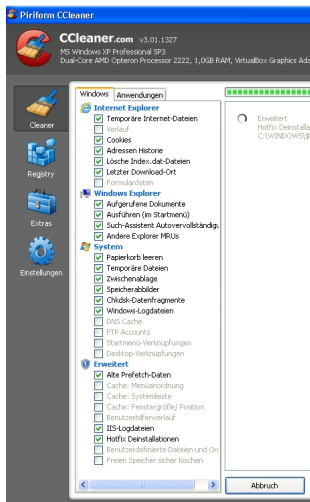 Piriform CCleaner
CCleaner.com v3.01.1327
MS Windows XP Professional SP3
Dual-Core AMD Opteron Processor 2222, 1,0GB RAM, VirtualBox Graphics Ada
Cleaner
Registry
Extras
Einstellungen
Windows
Anwendungen
Internet Explorer
Temporäre Internet-Dateien
Verlauf
Cookies
Adressen Historie
Lösche Index.dat-Dateien
Letzter Download-Ort
Formulardaten
Windows Explorer
Aufgerufene Dokumente
Ausführen (im Startmenü)
Such-Assistent Autovervollständigu
Andere Explorer MRUs
System
Papierkorb leeren
Temporäre Dateien
Zwischenablage
Speicherabbilder
Chkdsk-Datenfragmente
Windows-Logdateien
DNS Cache
FTP Accounts
Startmenü-Verknüpfungen
Desktop-Verknüpfungen
Erweitert
Alte Prefetch-Daten
Cache: Menüanordnung
Cache: Systemleiste
Cache: Fenstergröße/ Position
Benutzerhilfenverlauf
IIS-Logdateien
Hotfix Deinstallationen
Benutzerdefinierte Dateien und Ord
Freien Speicher sicher löschen
Erweitert
Hotfix Deinstalla
C:\WINDOWS\$
Abbruch